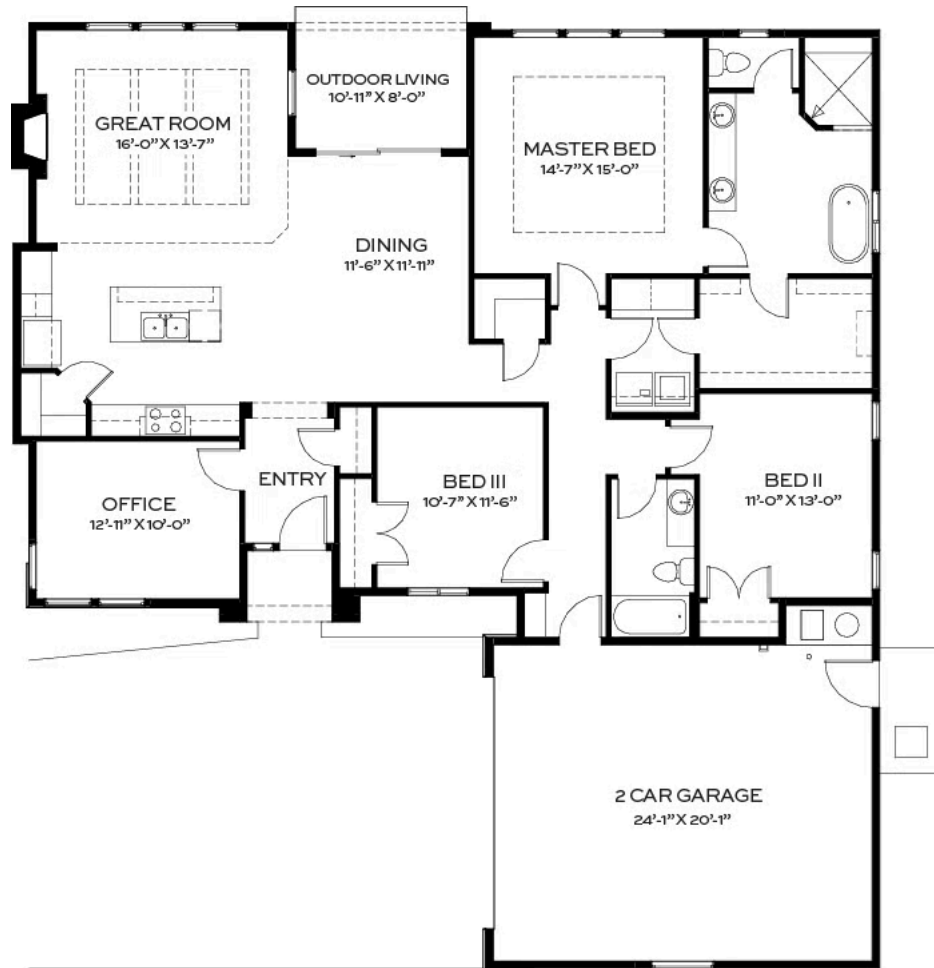 OUTDOOR LIVING
10'-11" X 8'-0"
GREAT ROOM
16'-0" X 13'-7"
MASTER BED
14'-7" X 15'-0"
DINING
11'-6" X 11'-11"
ENTRY
BED III
10'-7" X 11'-6"
BED II
11'-0" X 13'-0"
OFFICE
12'-11" X 10'-0"
2 CAR GARAGE
24'-1" X 20'-1"